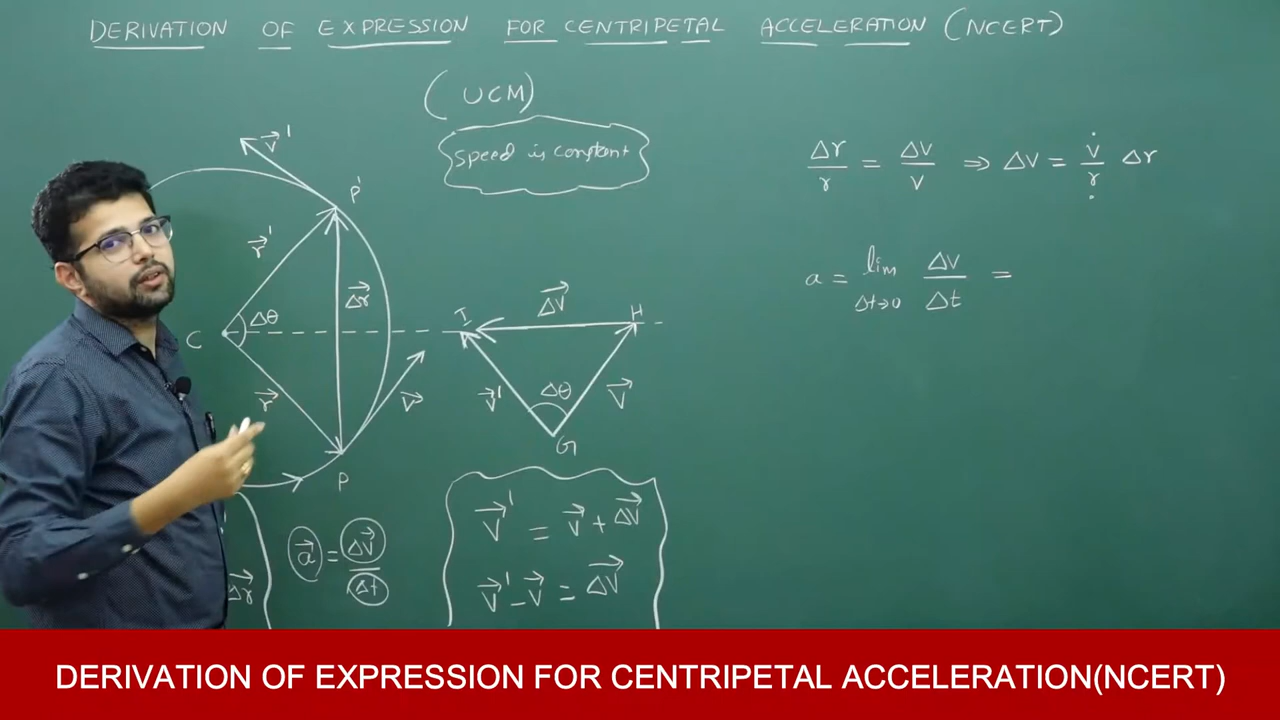 DERIVATION OF EXPRESSION FOR CENTRIPETAL ACCELERATION (NCERT)
(UCM)
Speed is constant
v⃗'
P'
r⃗'
Δr⃗
Δθ
C
r⃗
v⃗
P
I
Δv⃗
H
v⃗'
Δθ
v⃗
G
Δr/r = Δv/v ⇒ Δv = v/r Δr
a = lim Δt→0 Δv/Δt =
a⃗ = Δv⃗/Δt
v⃗' = v⃗ + Δv⃗
v⃗' - v⃗ = Δv⃗
Δr⃗
DERIVATION OF EXPRESSION FOR CENTRIPETAL ACCELERATION(NCERT)